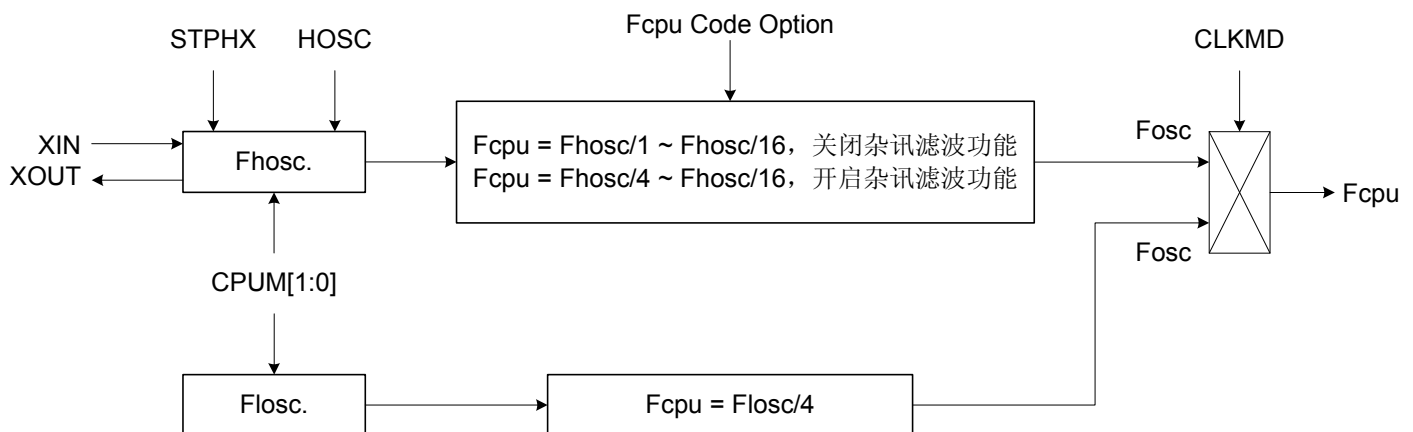 Fcpu Code Option
STPHX
HOSC
CLKMD
XIN
XOUT
Fhosc.
Fcpu = Fhosc/1 ~ Fhosc/16，关闭杂讯滤波功能
Fcpu = Fhosc/4 ~ Fhosc/16，开启杂讯滤波功能
Fosc
Fcpu
Fosc
CPUM[1:0]
Flosc.
Fcpu = Flosc/4